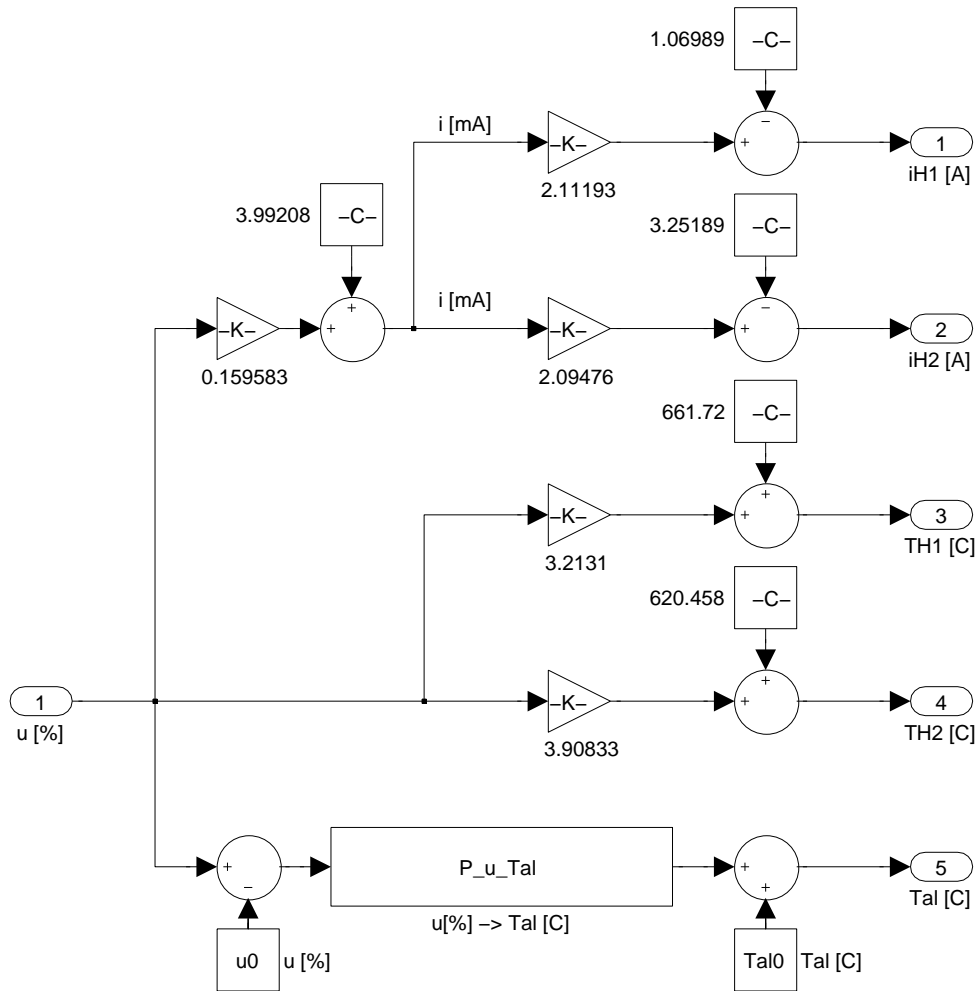 1.06989
–C–
–
i [mA]
–K–
+
1
2.11193
iH1 [A]
3.99208
–C–
3.25189
–C–
+
–
i [mA]
–K–
+
–K–
+
2
0.159583
2.09476
iH2 [A]
661.72
–C–
+
–K–
+
3
3.2131
TH1 [C]
620.458
–C–
+
1
–K–
+
4
u [%]
3.90833
TH2 [C]
+
–
P_u_Tal
+
+
5
u[%] –> Tal [C]
Tal [C]
u0
u [%]
Tal0
Tal [C]